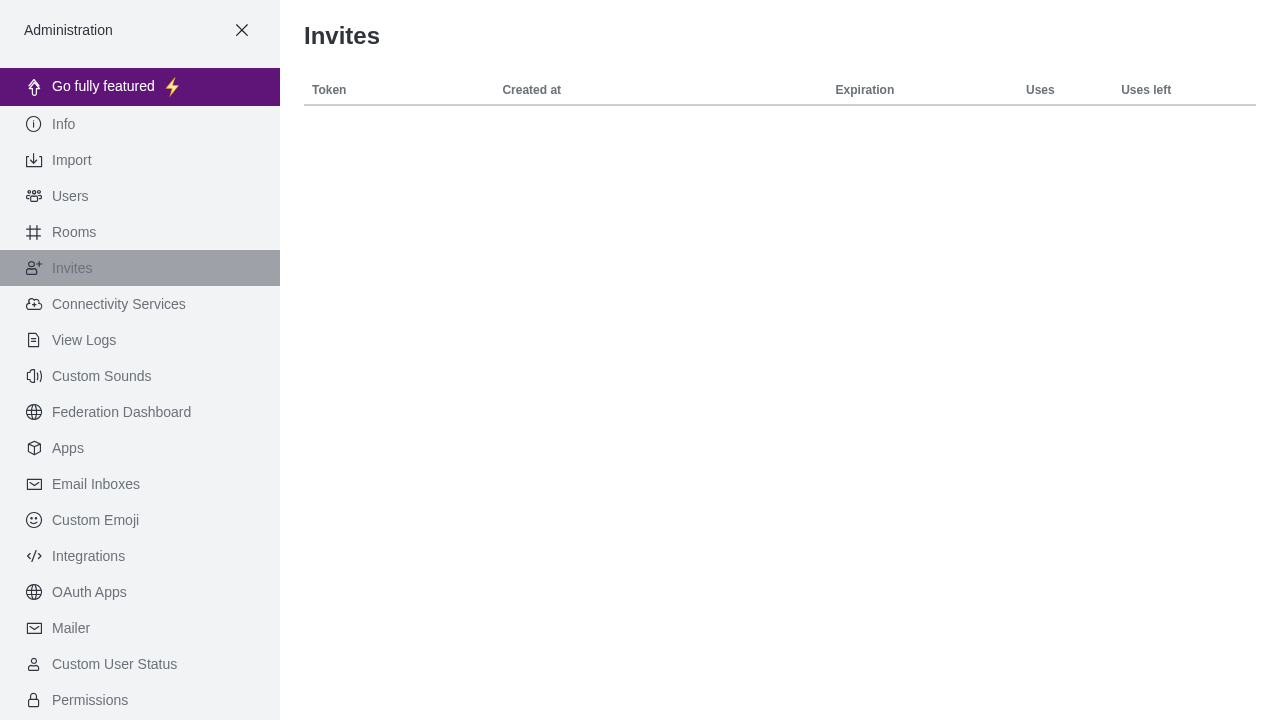 Administration
Go fully featured
Info
Import
Users
Rooms
Invites
Connectivity Services
View Logs
Custom Sounds
Federation Dashboard
Apps
Email Inboxes
Custom Emoji
Integrations
OAuth Apps
Mailer
Custom User Status
Permissions
Invites
Token Created at Expiration Uses Uses left